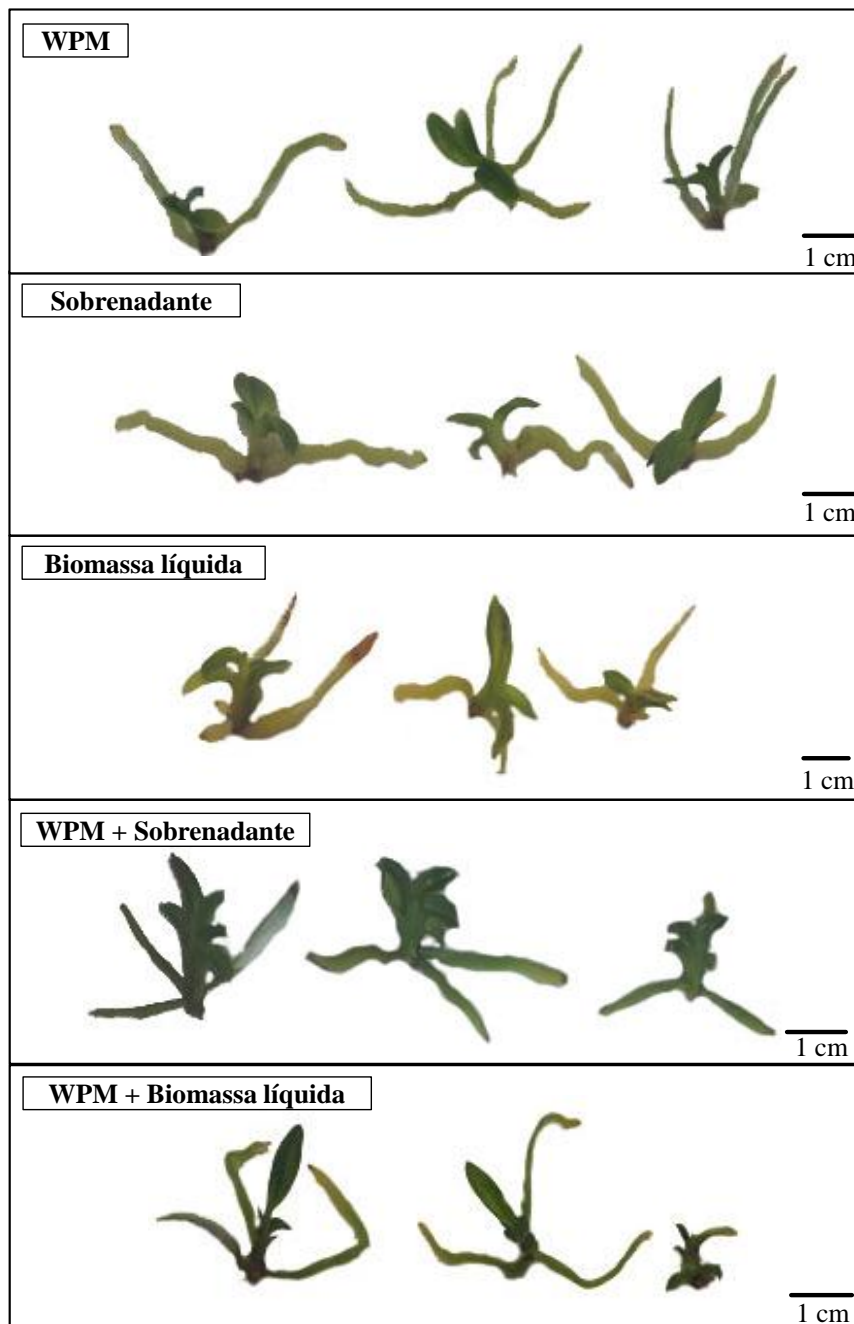 WPM
1 cm
Sobrenadante
1 cm
Biomassa líquida
1 cm
WPM + Sobrenadante
1 cm
WPM + Biomassa líquida
1 cm